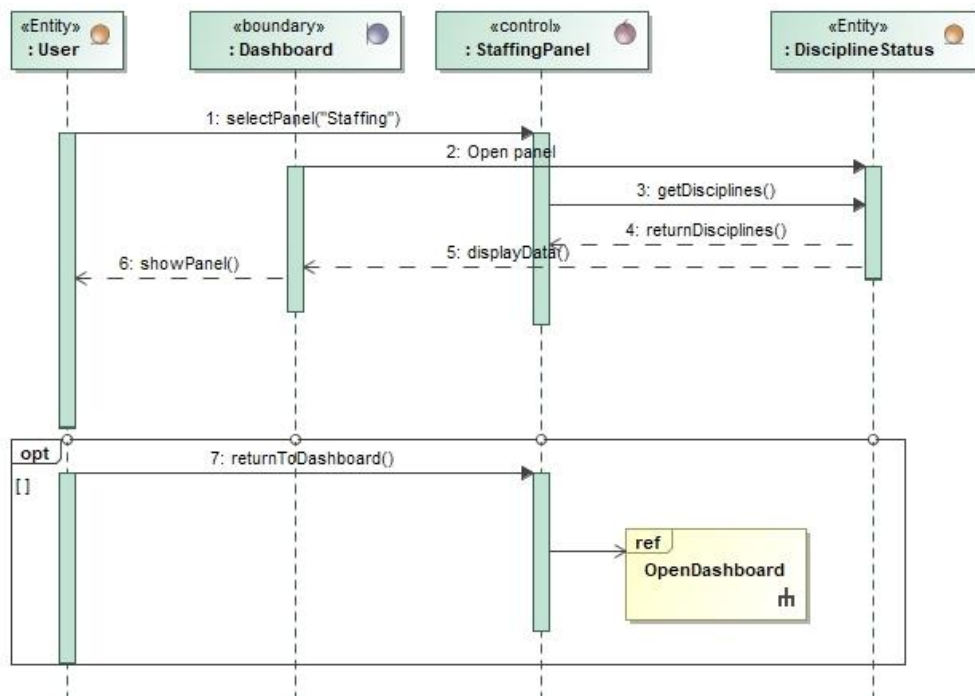 «Entity»
: User
«boundary»
: Dashboard
«control»
: StaffingPanel
«Entity»
: DisciplineStatus
1: selectPanel("Staffing")
2: Open panel
3: getDisciplines()
4: returnDisciplines()
5: displayData()
6: showPanel()
opt
7: returnToDashboard()
[ ]
ref
OpenDashboard